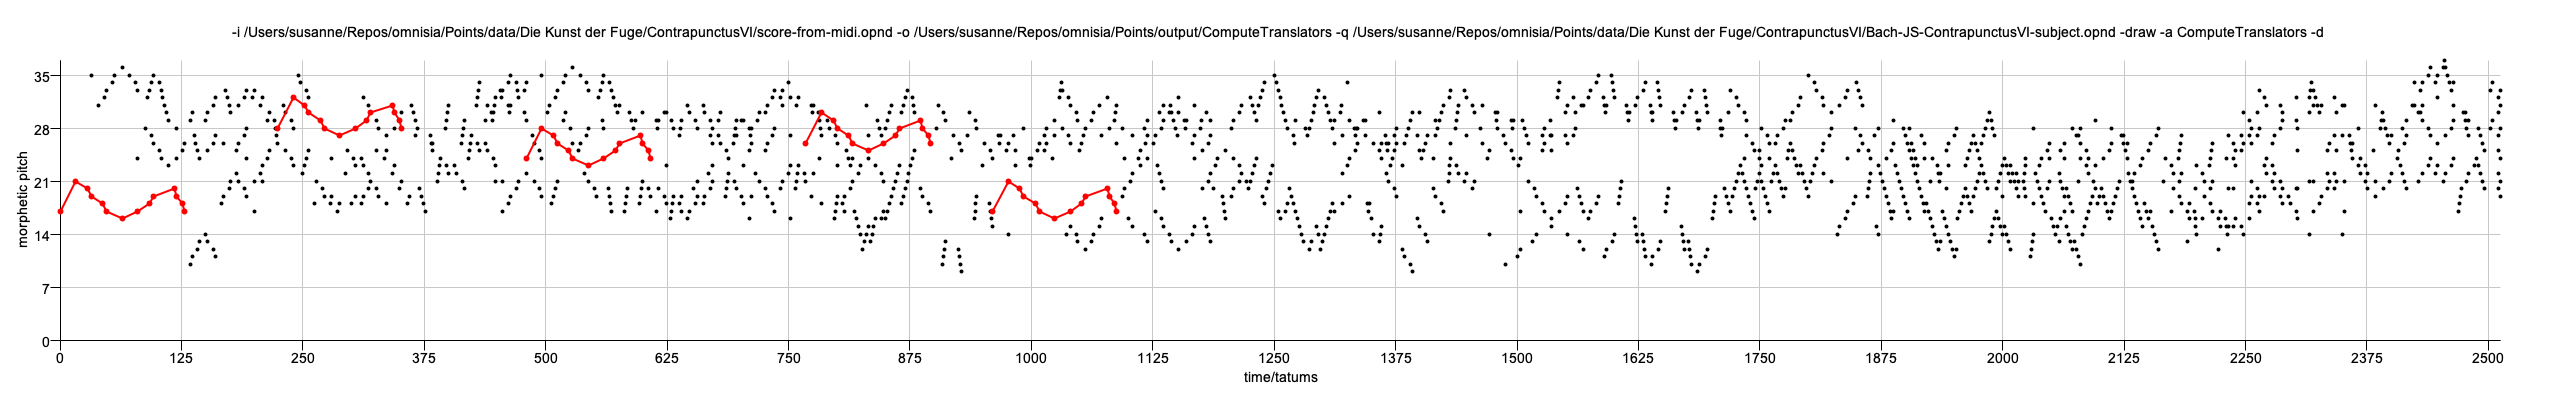 -i /Users/susanne/Repos/omnisia/Points/data/Die Kunst der Fuge/ContrapunctusVI/score-from-midi.opnd -o /Users/susanne/Repos/omnisia/Points/output/ComputeTranslators -q /Users/susanne/Repos/omnisia/Points/data/Die Kunst der Fuge/ContrapunctusVI/Bach-JS-ContrapunctusVI-subject.opnd -draw -a ComputeTranslators -d
morphetic pitch
35
28
21
14
7
0
0 125 250 375 500 625 750 875 1000 1125 1250 1375 1500 1625 1750 1875 2000 2125 2250 2375 2500
time/tatums